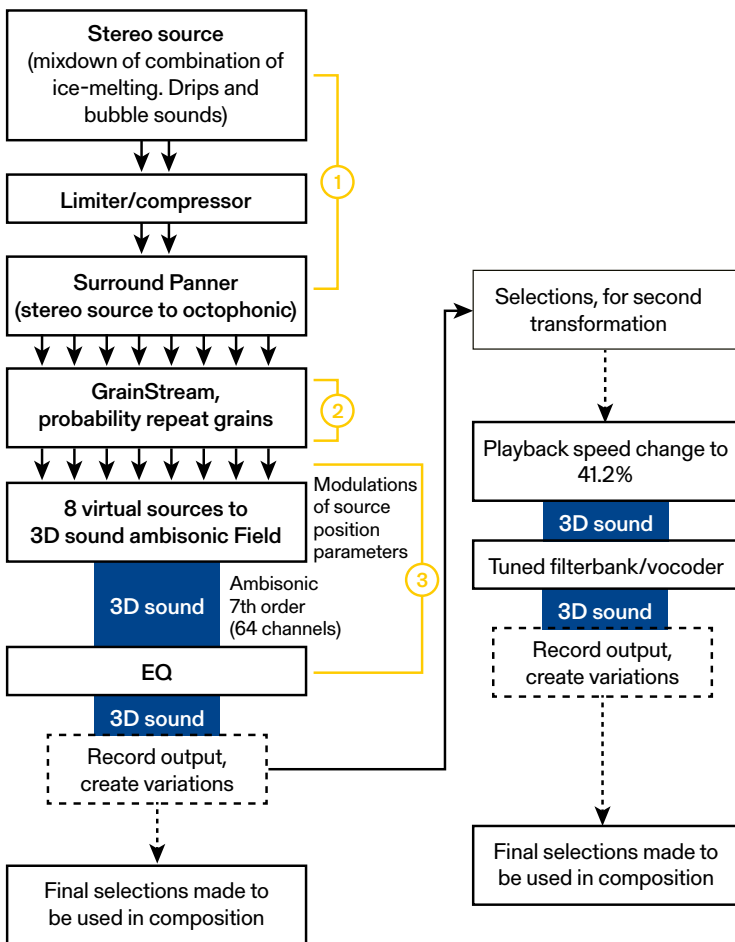 Stereo source
(mixdown of combination of
ice-melting. Drips and
bubble sounds)
1
Limiter/compressor
Surround Panner
(stereo source to octophonic)
GrainStream,
probability repeat grains
2
8 virtual sources to
3D sound ambisonic Field
Modulations
of source
position
parameters
3
3D sound
Ambisonic
7th order
(64 channels)
EQ
3D sound
Record output,
create variations
Final selections made to
be used in composition
Selections, for second
transformation
Playback speed change to
41.2%
3D sound
Tuned filterbank/vocoder
3D sound
Record output,
create variations
Final selections made to
be used in composition